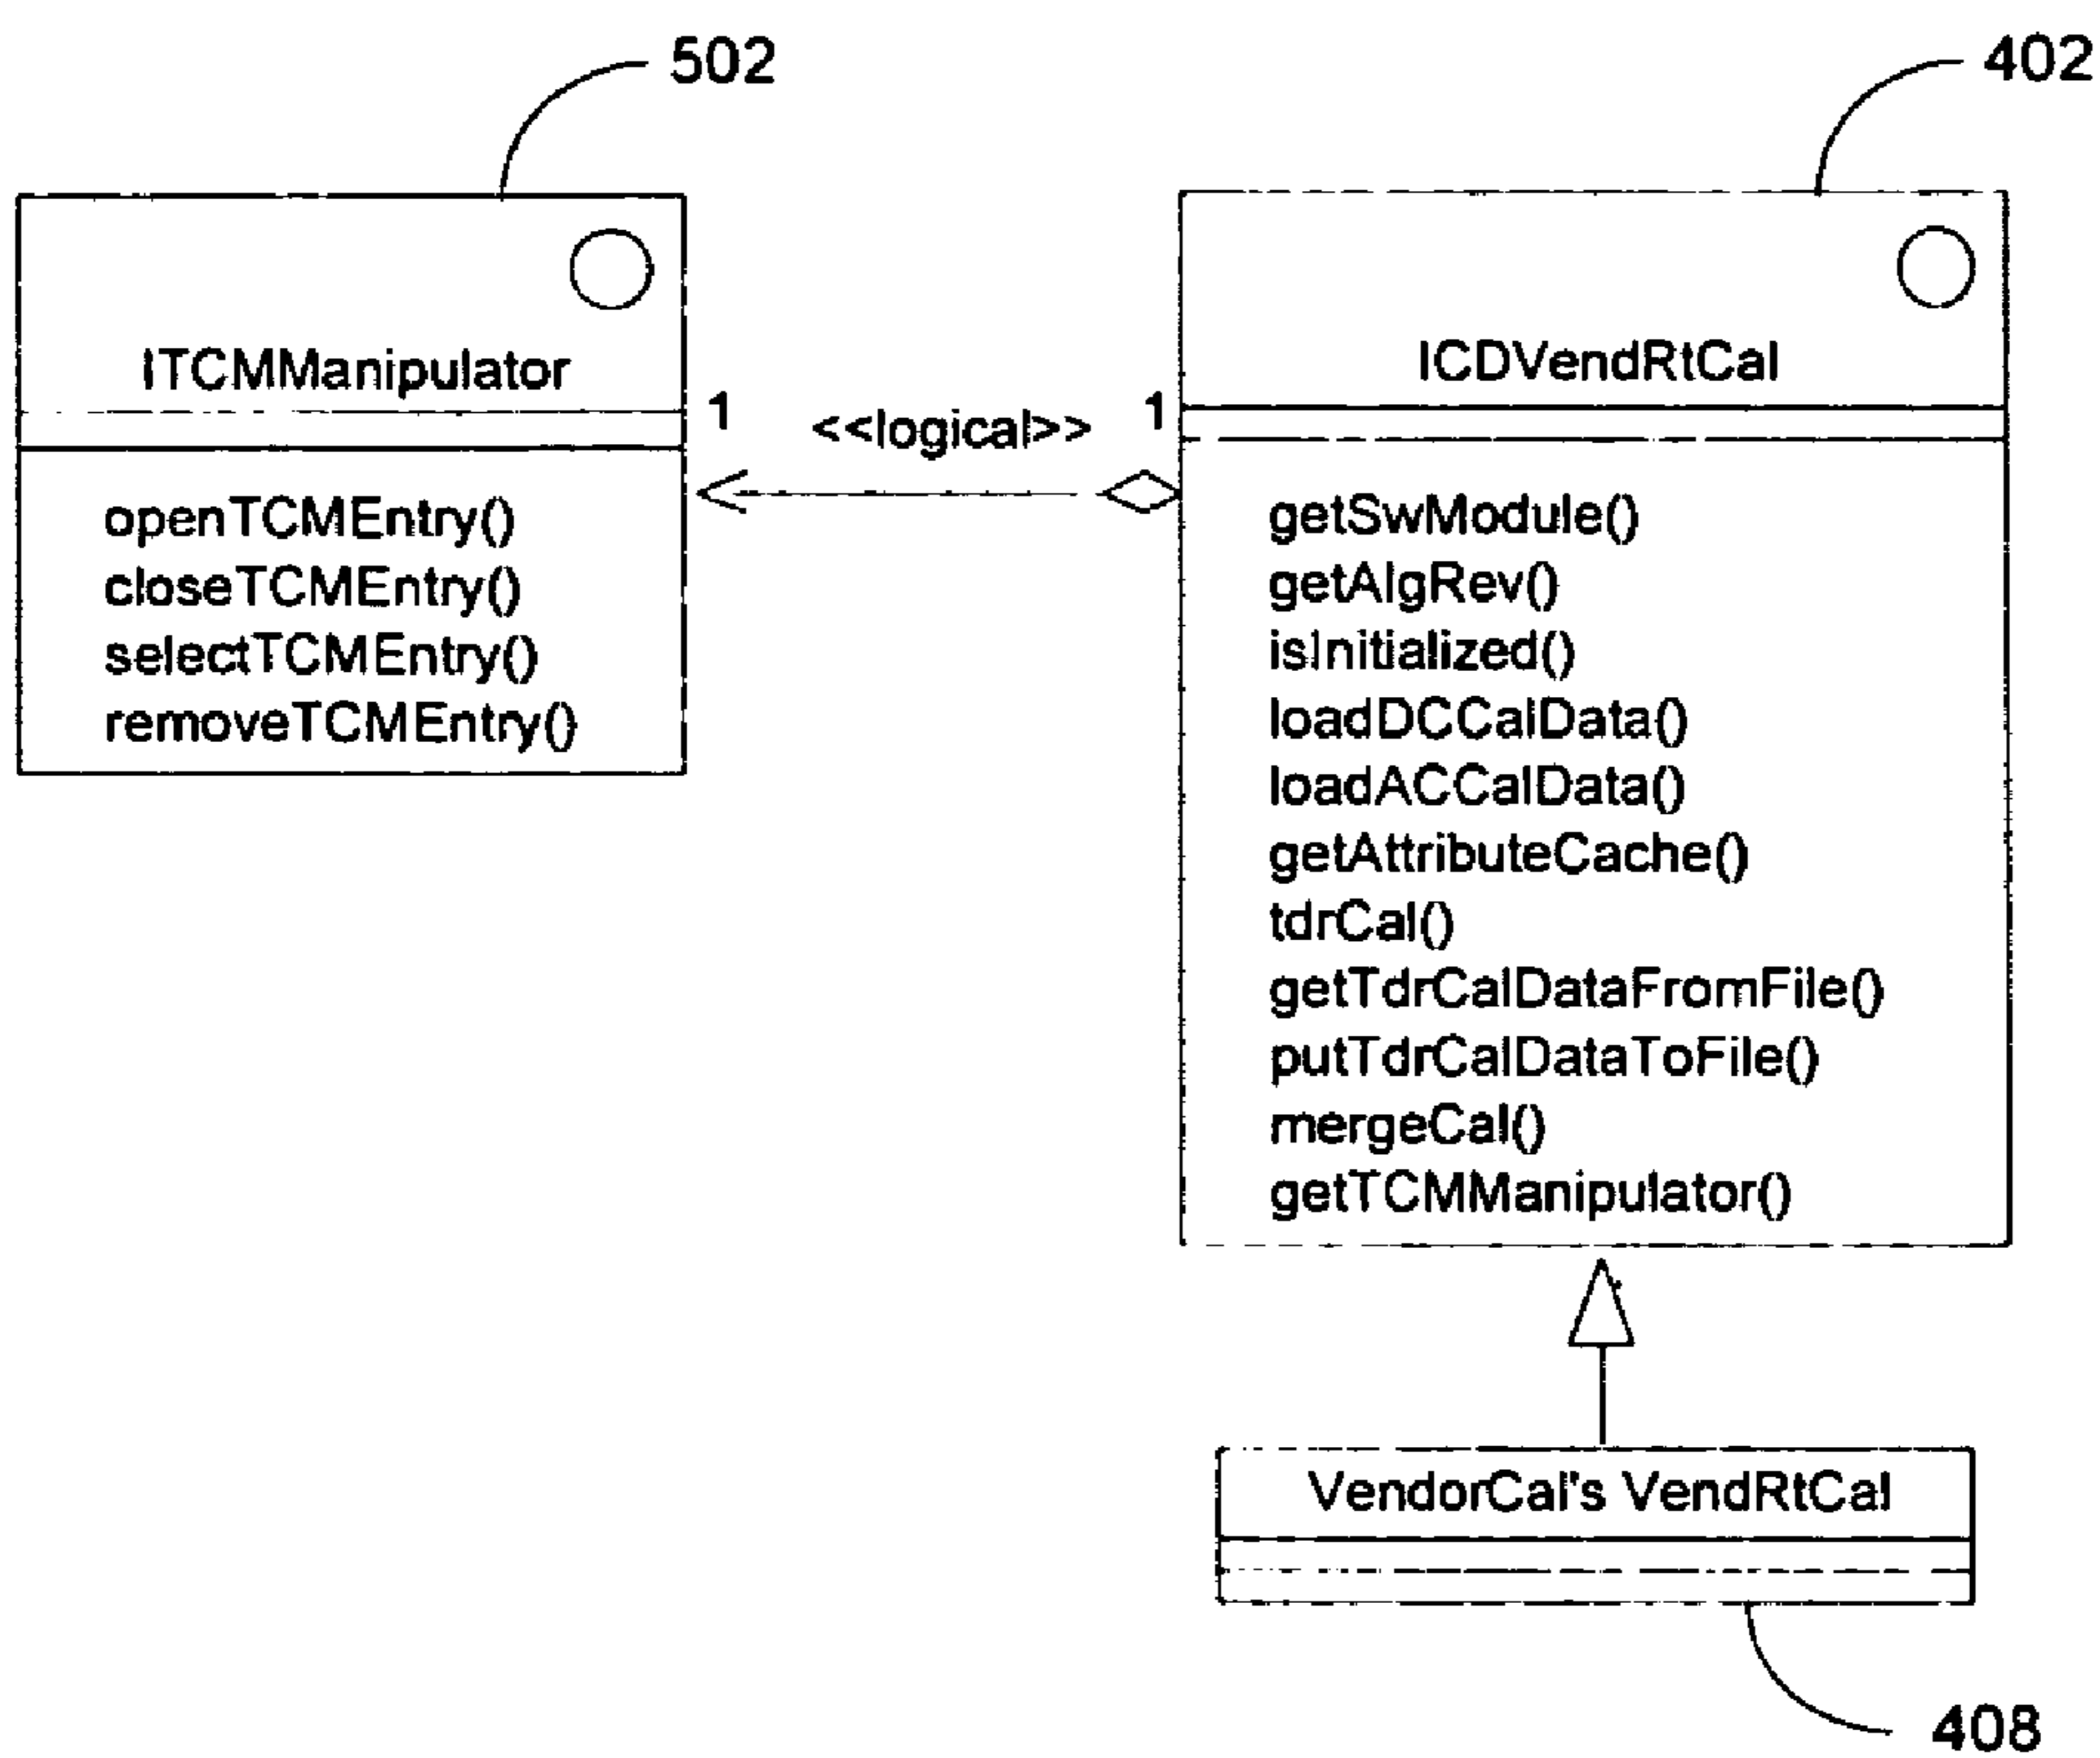 502
402
ITCMManipulator
1
<<logical>>
1
ICDVendRtCal
openTCMEntry()
closeTCMEntry()
selectTCMEntry()
removeTCMEntry()
getSwModule()
getAlgRev()
isInitialized()
loadDCCalData()
loadACCalData()
getAttributeCache()
tdrCal()
getTdrCalDataFromFile()
putTdrCalDataToFile()
mergeCal()
getTCMManipulator()
VendorCal's VendRtCal
408